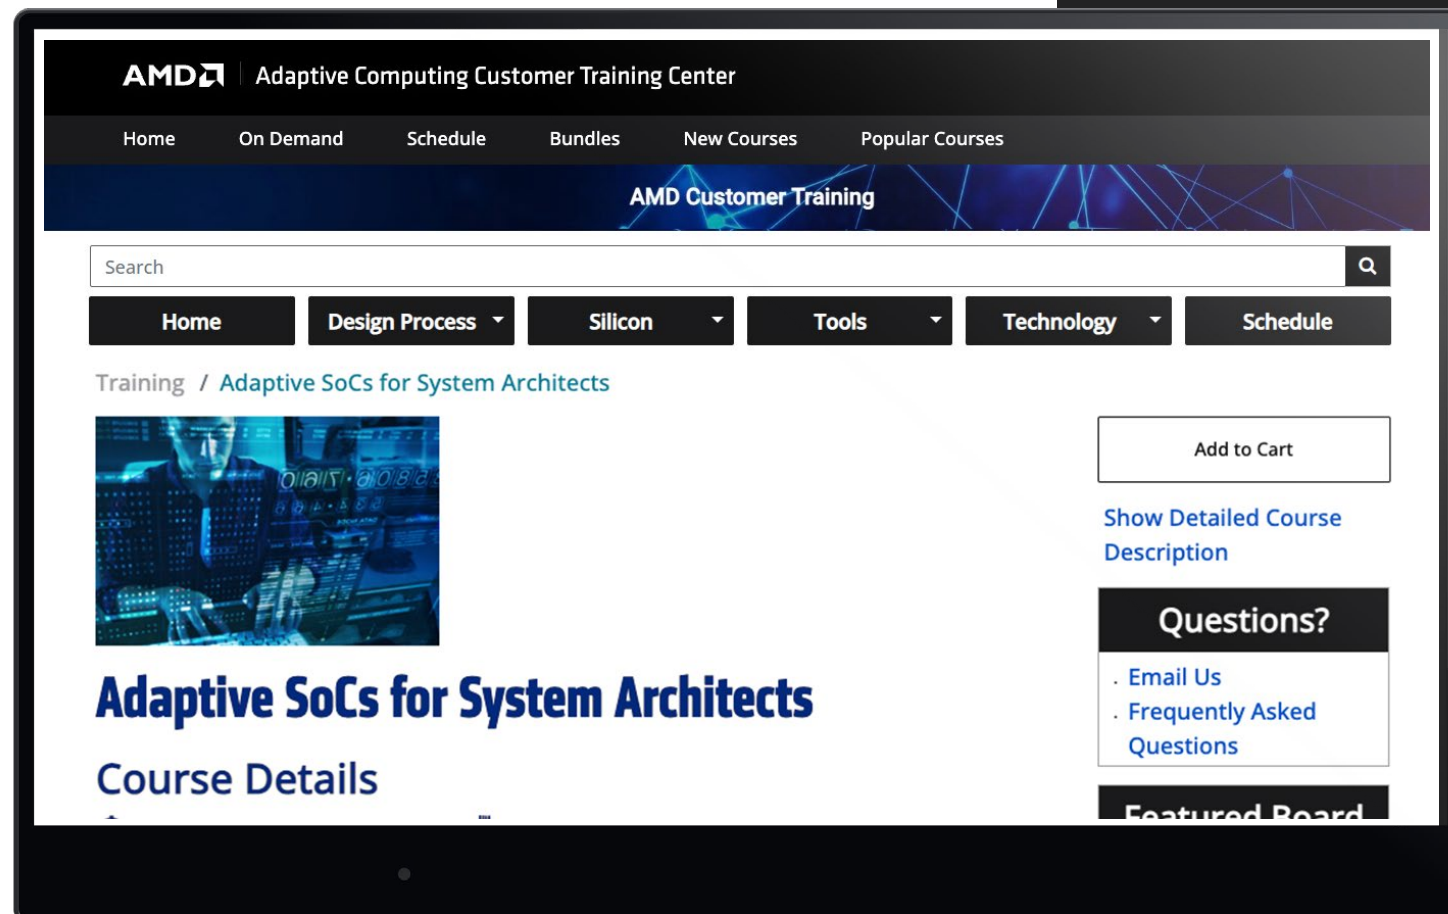 AMD Adaptive Computing Customer Training Center
Home On Demand Schedule Bundles New Courses Popular Courses
AMD Customer Training
Search
Home Design Process Silicon Tools Technology Schedule
Training / Adaptive SoCs for System Architects
Add to Cart
Show Detailed Course
Description
Questions?
. Email Us
. Frequently Asked
Questions
Adaptive SoCs for System Architects
Course Details
Featured Board